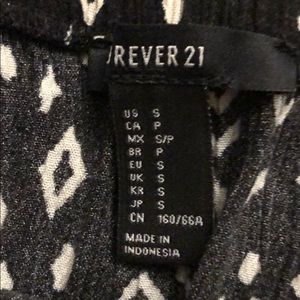 REVER 21
US S
CA P
MX S/P
BR P
EU S
UK S
KR S
JP S
CN 160/66A
MADE IN
INDONESIA